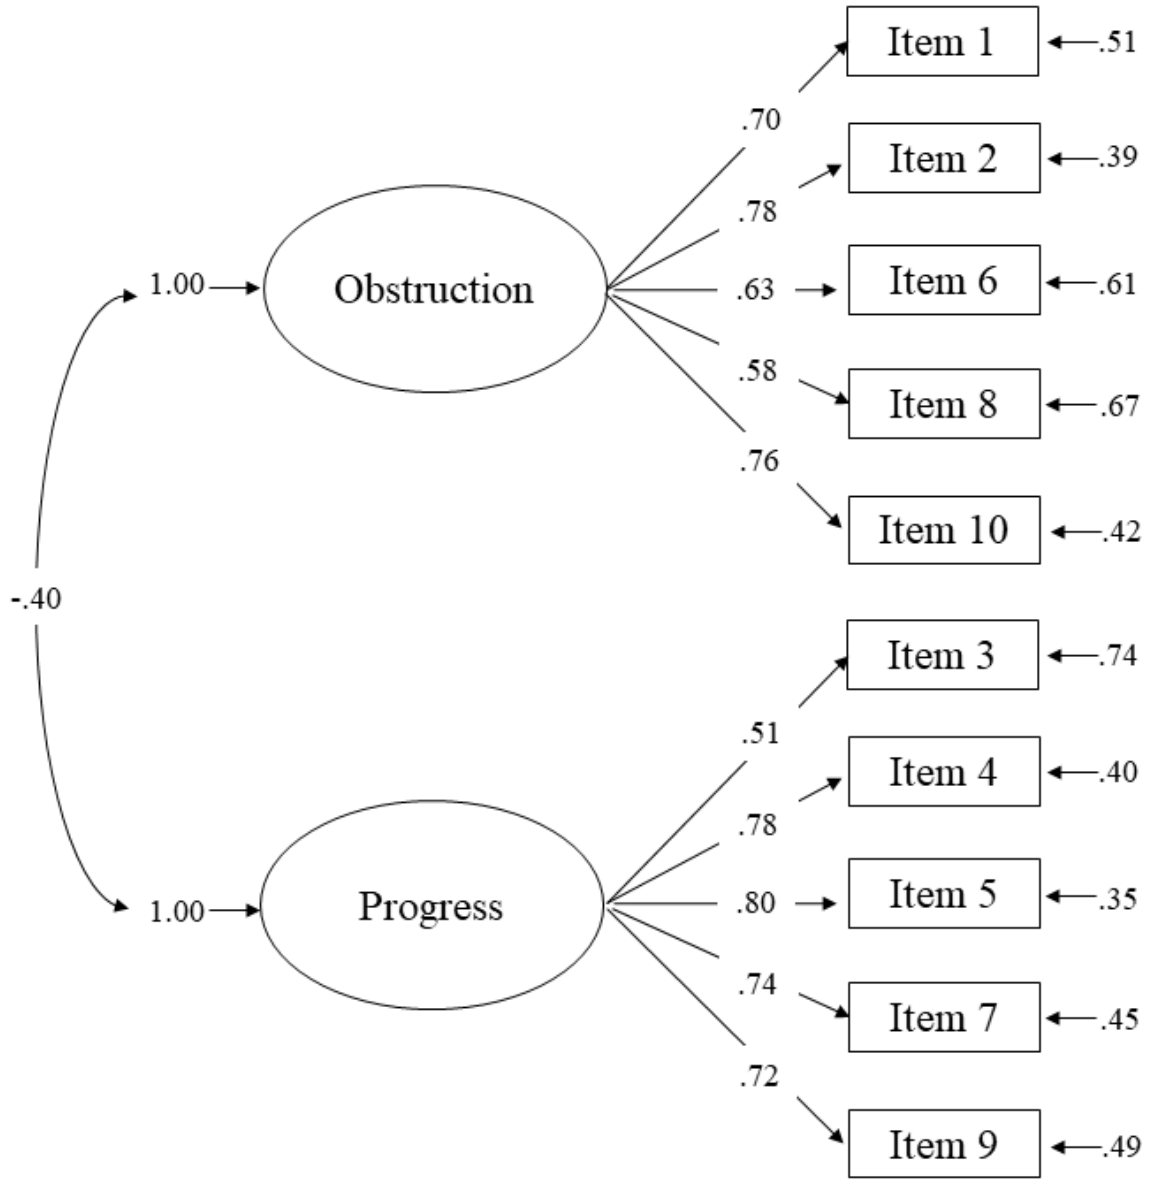 Item 1
.51
.70
Item 2
.39
.78
1.00
Obstruction
.63
Item 6
.61
.58
Item 8
.67
.76
Item 10
.42
-.40
Item 3
.74
.51
Item 4
.40
.78
1.00
Progress
.80
Item 5
.35
.74
Item 7
.45
.72
Item 9
.49